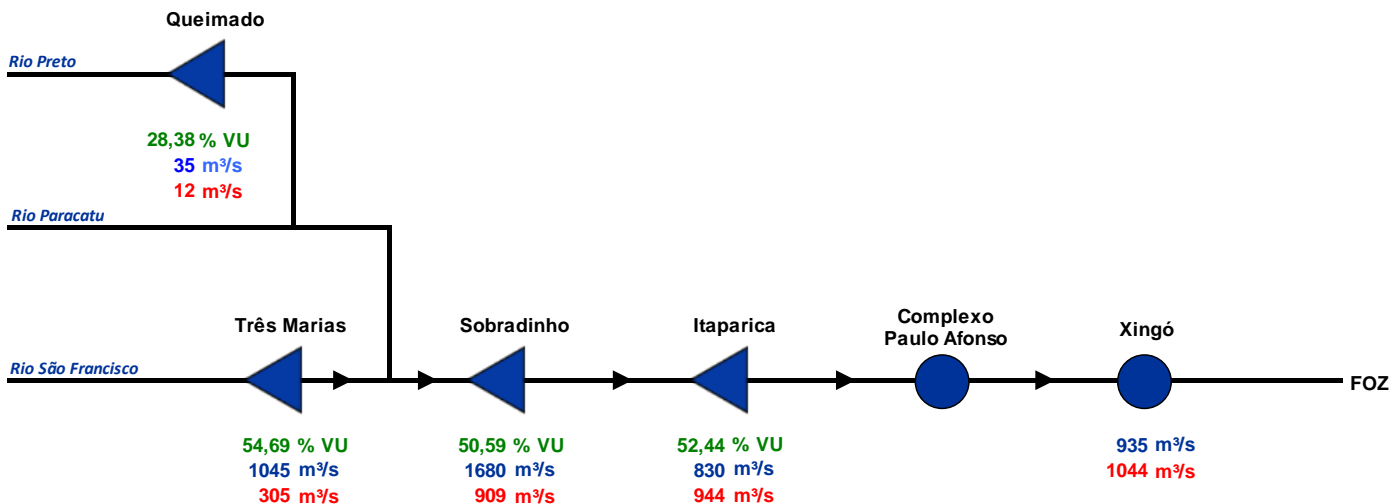 Queimado
Rio Preto
28,38 % VU
35 m³/s
12 m³/s
Rio Paracatu
Três Marias
Sobradinho
Itaparica
Complexo
Paulo Afonso
Xingó
Rio São Francisco
FOZ
54,69 % VU
1045 m³/s
305 m³/s
50,59 % VU
1680 m³/s
909 m³/s
52,44 % VU
830 m³/s
944 m³/s
935 m³/s
1044 m³/s